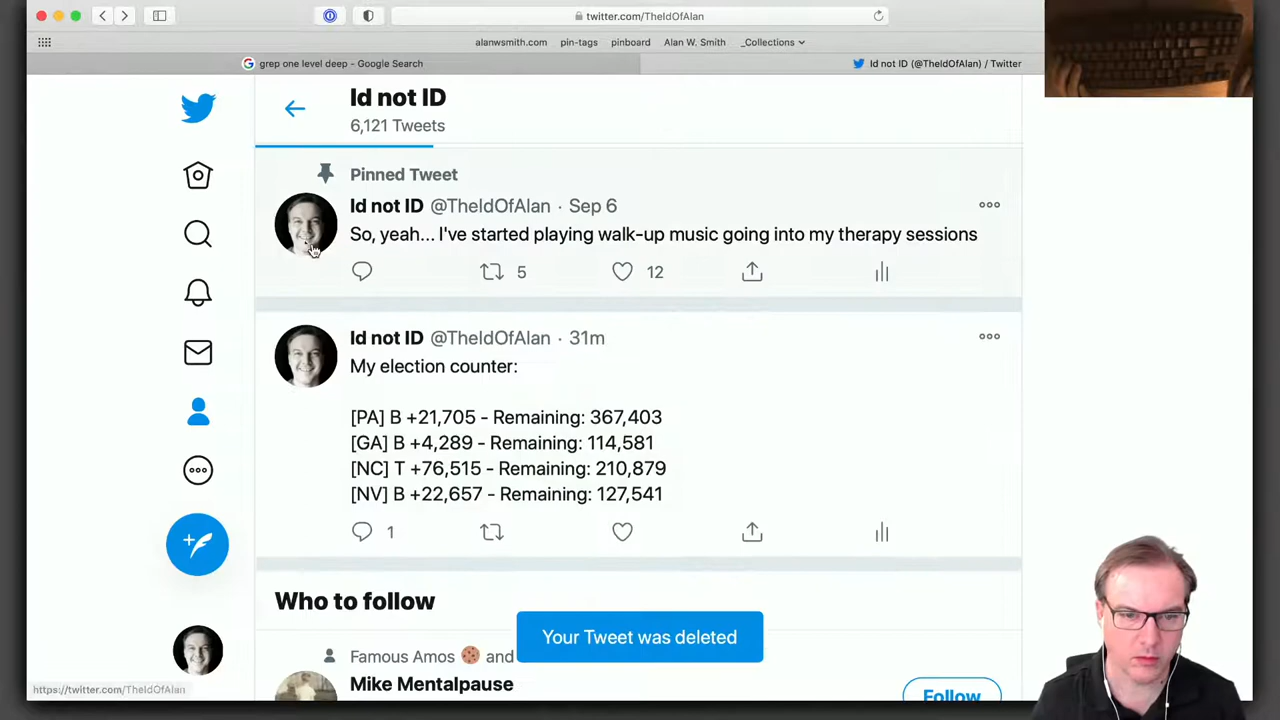 twitter.com/TheIdOfAlan
alanwsmith.com pin-tags pinboard Alan W. Smith _Collections
grep one level deep - Google Search
Id not ID (@TheIdOfAlan) / Twitter
Id not ID
6,121 Tweets
Pinned Tweet
Id not ID @TheIdOfAlan · Sep 6
So, yeah... I've started playing walk-up music going into my therapy sessions
5 12
Id not ID @TheIdOfAlan · 31m
My election counter:
[PA] B +21,705 - Remaining: 367,403
[GA] B +4,289 - Remaining: 114,581
[NC] T +76,515 - Remaining: 210,879
[NV] B +22,657 - Remaining: 127,541
1
Who to follow
Your Tweet was deleted
Famous Amos 🍪 and
Mike Mentalpause
Follow
https://twitter.com/TheIdOfAlan